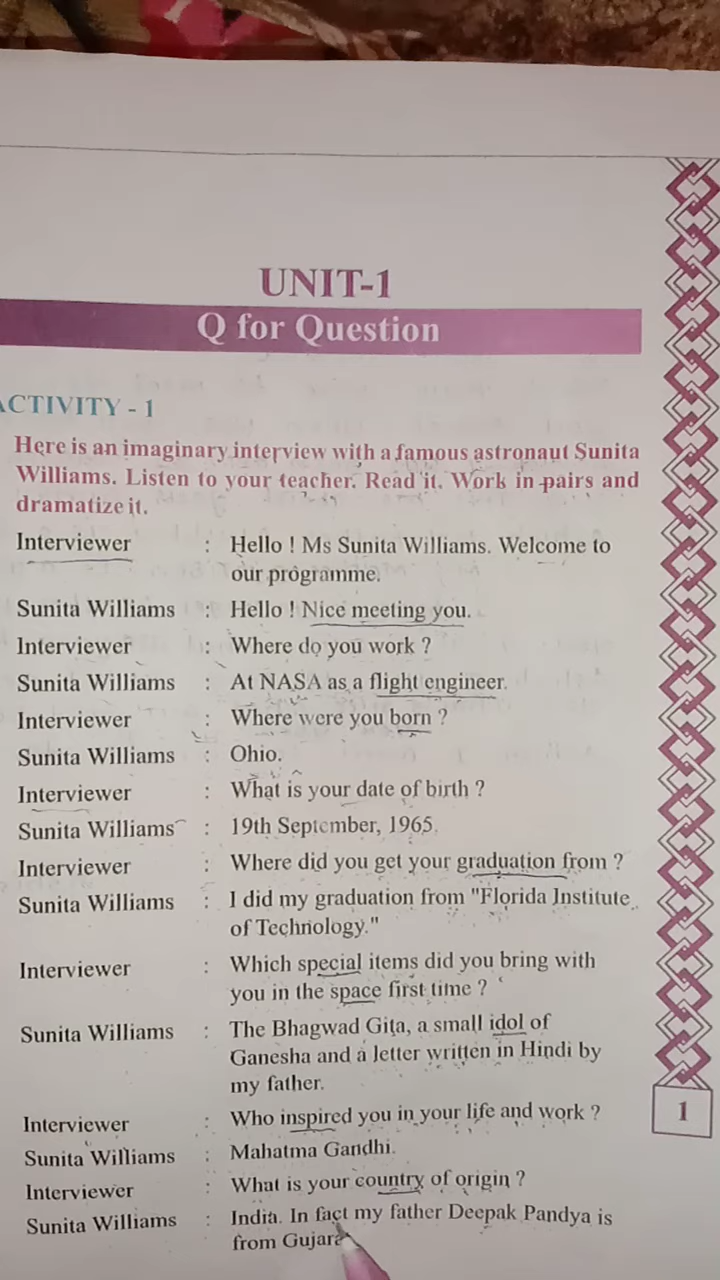 UNIT-1
Q for Question
ACTIVITY - 1
Here is an imaginary interview with a famous astronaut Sunita
Williams. Listen to your teacher. Read it. Work in pairs and
dramatize it.
Interviewer : Hello ! Ms Sunita Williams. Welcome to
our programme.
Sunita Williams : Hello ! Nice meeting you.
Interviewer : Where do you work ?
Sunita Williams : At NASA as a flight engineer.
Interviewer : Where were you born ?
Sunita Williams : Ohio.
Interviewer : What is your date of birth ?
Sunita Williams : 19th September, 1965.
Interviewer : Where did you get your graduation from ?
Sunita Williams : I did my graduation from "Florida Institute
of Technology."
Interviewer : Which special items did you bring with
you in the space first time ?
Sunita Williams : The Bhagwad Gita, a small idol of
Ganesha and a letter written in Hindi by
my father.
Interviewer : Who inspired you in your life and work ?
Sunita Williams : Mahatma Gandhi.
Interviewer : What is your country of origin ?
Sunita Williams : India. In fact my father Deepak Pandya is
from Gujara
1